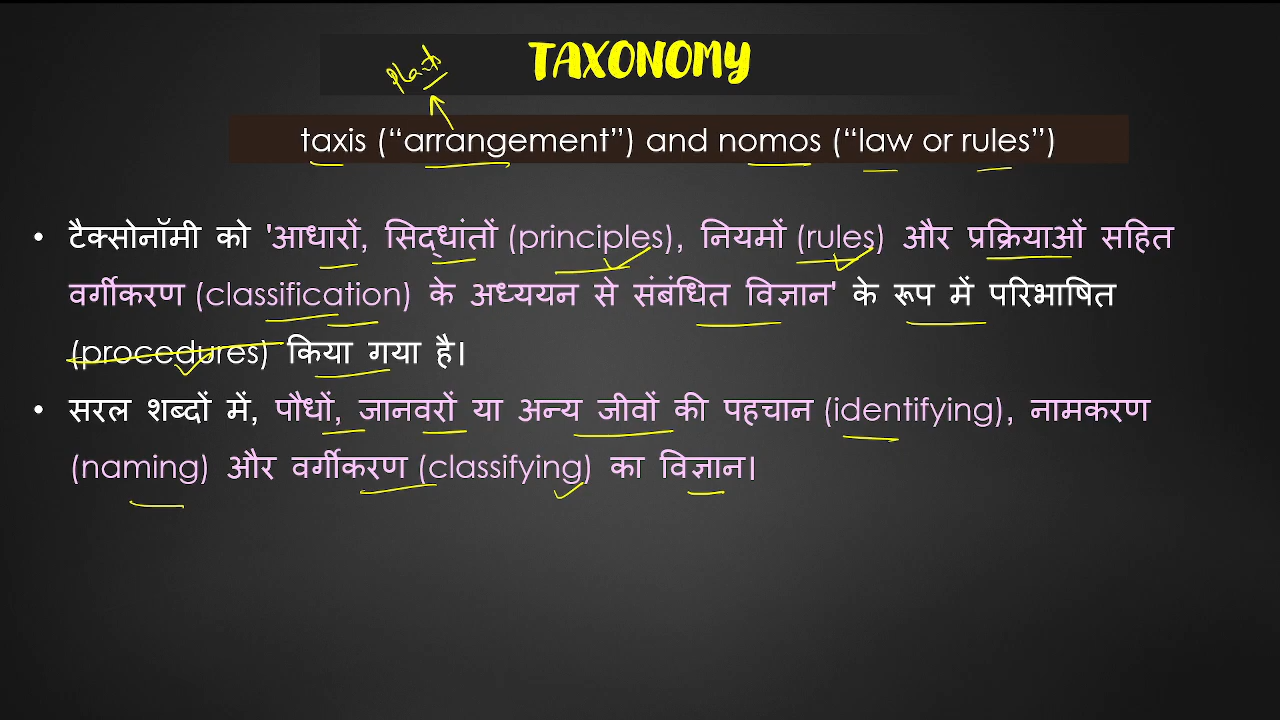 TAXONOMY
plants
taxis (“arrangement”) and nomos (“law or rules”)
• टैक्सोनॉमी को 'आधारों, सिद्धांतों (principles), नियमों (rules) और प्रक्रियाओं सहित
वर्गीकरण (classification) के अध्ययन से संबंधित विज्ञान' के रूप में परिभाषित
(procedures) किया गया है।
• सरल शब्दों में, पौधों, जानवरों या अन्य जीवों की पहचान (identifying), नामकरण
(naming) और वर्गीकरण (classifying) का विज्ञान।